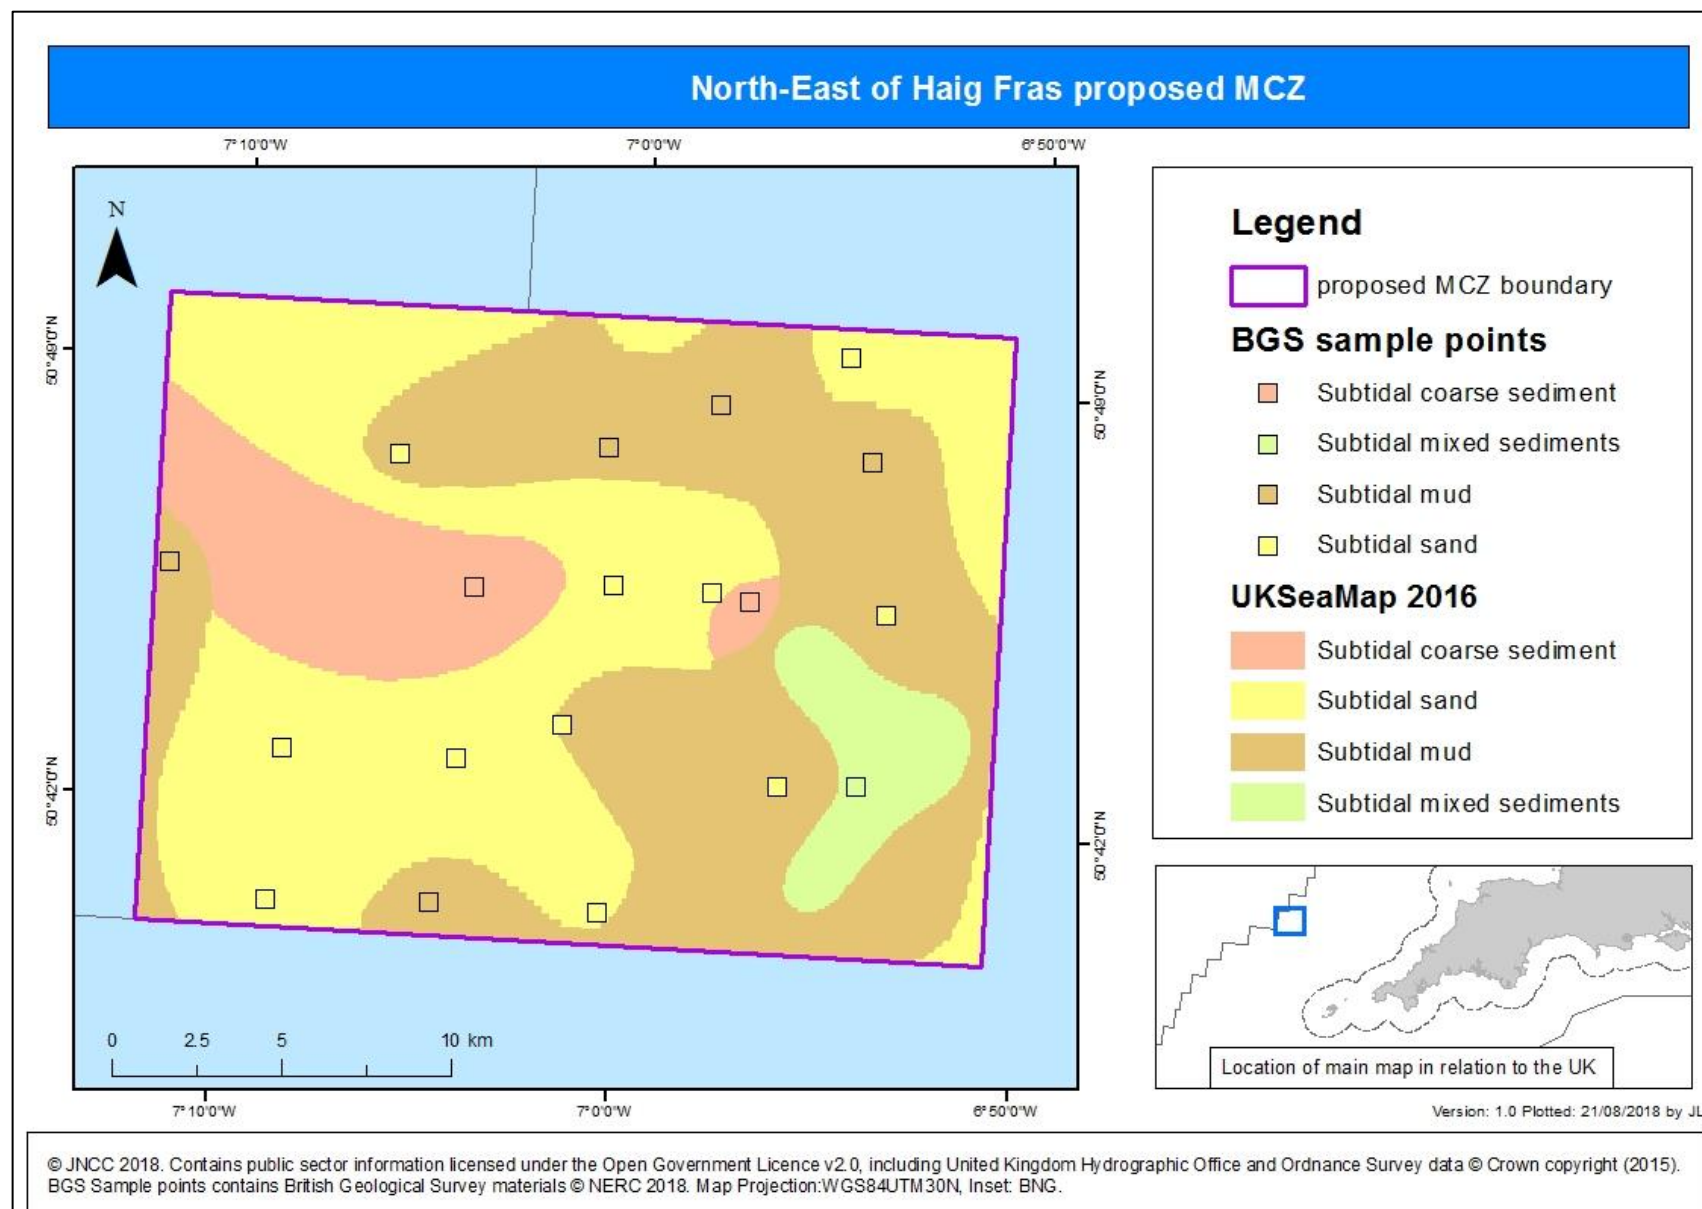 North-East of Haig Fras proposed MCZ
7°10'0"W
7°0'0"W
6°50'0"W
N
50°49'0"N
50°49'0"N
50°42'0"N
50°42'0"N
0 2.5 5 10 km
7°10'0"W
7°0'0"W
6°50'0"W
Legend
proposed MCZ boundary
BGS sample points
Subtidal coarse sediment
Subtidal mixed sediments
Subtidal mud
Subtidal sand
UKSeaMap 2016
Subtidal coarse sediment
Subtidal sand
Subtidal mud
Subtidal mixed sediments
Location of main map in relation to the UK
Version: 1.0 Plotted: 21/08/2018 by JL
© JNCC 2018. Contains public sector information licensed under the Open Government Licence v2.0, including United Kingdom Hydrographic Office and Ordnance Survey data © Crown copyright (2015).
BGS Sample points contains British Geological Survey materials © NERC 2018. Map Projection:WGS84UTM30N, Inset: BNG.